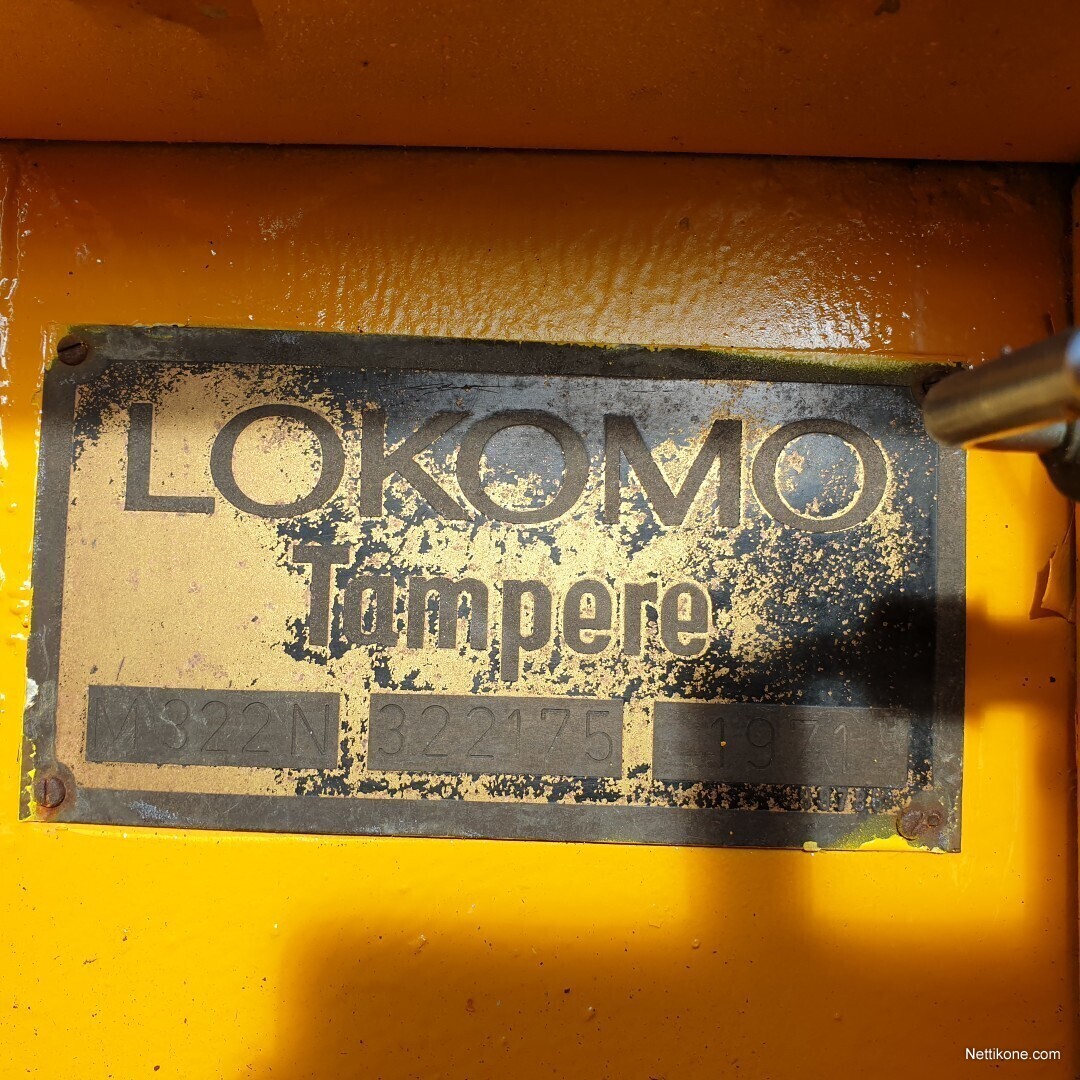 LOKOMO
Tampere
M322N 322175 1971
Nettikone.com